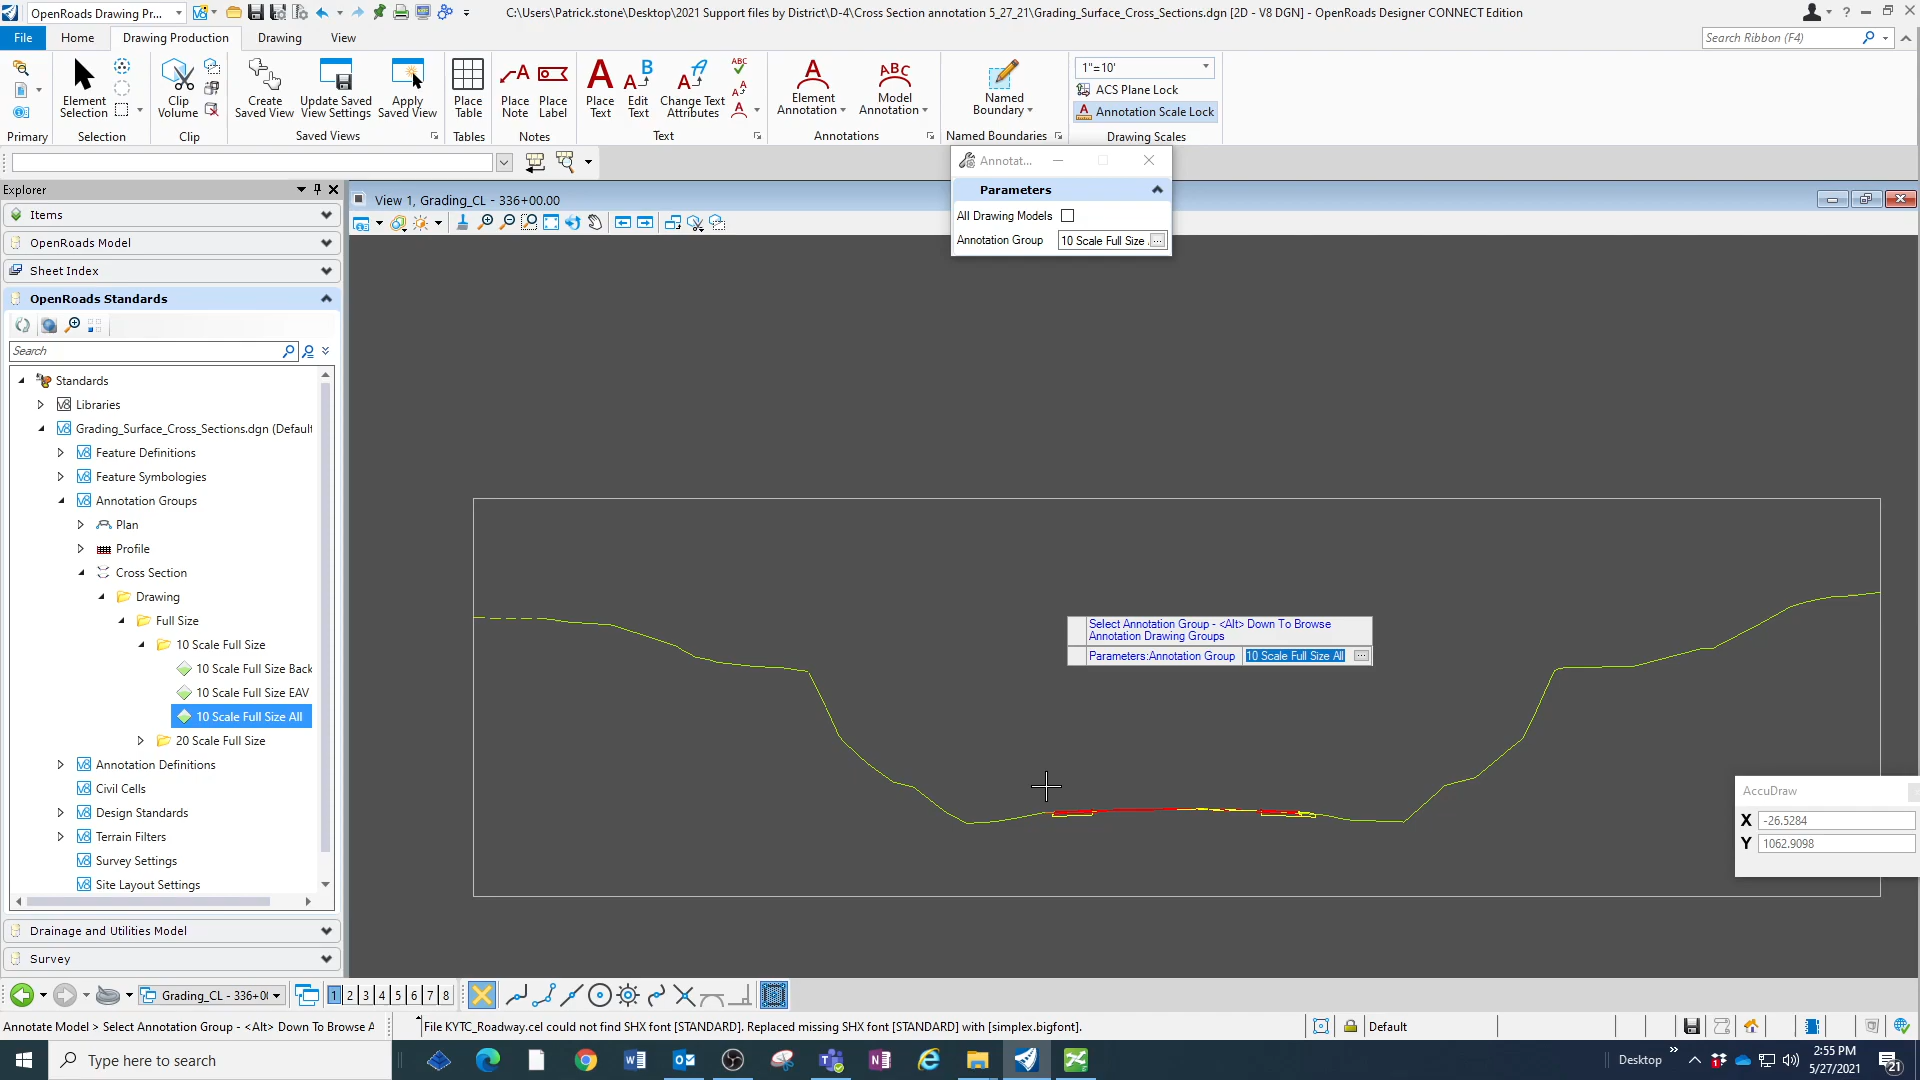 OpenRoads Drawing Pr...
C:\Users\Patrick.stone\Desktop\2021 Support files by District\D-4\Cross Section annotation 5_27_21\Grading_Surface_Cross_Sections.dgn [2D - V8 DGN] - OpenRoads Designer CONNECT Edition
File Home Drawing Production Drawing View
Search Ribbon (F4)
Element Selection
Clip Volume
Create Saved View
Update Saved View Settings
Apply Saved View
Place Table
Place Note
Place Label
Place Text
Edit Text
Change Text Attributes
Element Annotation
Model Annotation
Named Boundary
1"=10'
ACS Plane Lock
Annotation Scale Lock
Primary Selection Clip Saved Views Tables Notes Text Annotations Named Boundaries Drawing Scales
Annotat...
Parameters
All Drawing Models
Annotation Group 10 Scale Full Size
Explorer
Items
OpenRoads Model
Sheet Index
OpenRoads Standards
Search
Standards
Libraries
Grading_Surface_Cross_Sections.dgn (Default
Feature Definitions
Feature Symbologies
Annotation Groups
Plan
Profile
Cross Section
Drawing
Full Size
10 Scale Full Size
10 Scale Full Size Back
10 Scale Full Size EAV
10 Scale Full Size All
20 Scale Full Size
Annotation Definitions
Civil Cells
Design Standards
Terrain Filters
Survey Settings
Site Layout Settings
Drainage and Utilities Model
Survey
View 1, Grading_CL - 336+00.00
Select Annotation Group - <Alt> Down To Browse
Annotation Drawing Groups
Parameters:Annotation Group 10 Scale Full Size All
AccuDraw
X -26.5284
Y 1062.9098
Grading_CL - 336+0
1 2 3 4 5 6 7 8
Annotate Model > Select Annotation Group - <Alt> Down To Browse A
File KYTC_Roadway.cel could not find SHX font [STANDARD]. Replaced missing SHX font [STANDARD] with [simplex.bigfont].
Default
Type here to search
Desktop
2:55 PM
5/27/2021
21